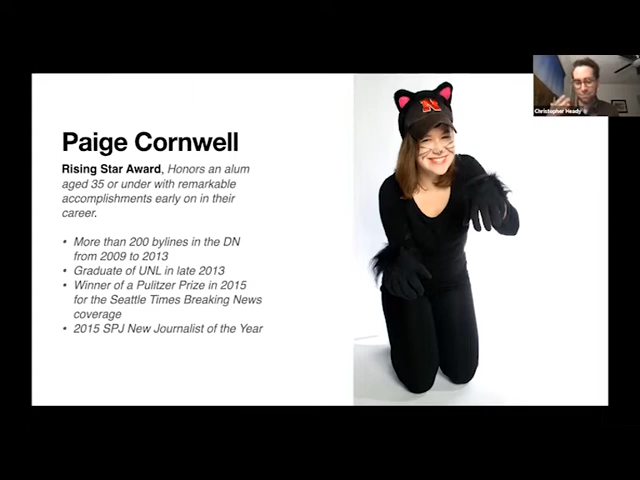 Paige Cornwell
Rising Star Award, Honors an alum
aged 35 or under with remarkable
accomplishments early on in their
career.
• More than 200 bylines in the DN
from 2009 to 2013
• Graduate of UNL in late 2013
• Winner of a Pulitzer Prize in 2015
for the Seattle Times Breaking News
coverage
• 2015 SPJ New Journalist of the Year
N
Christopher Heady